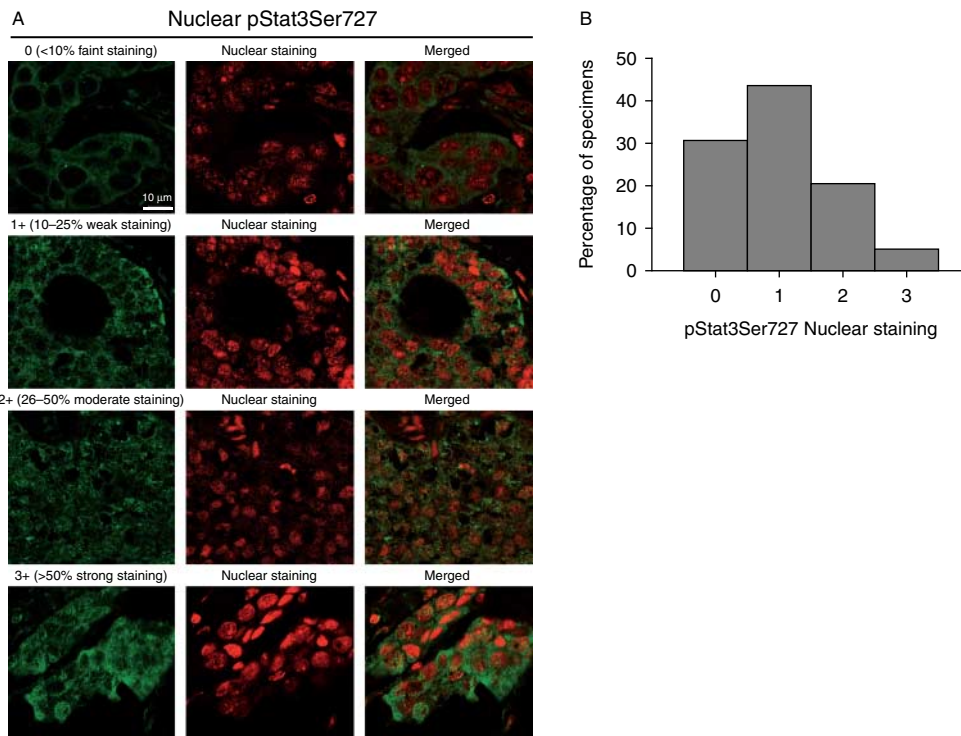 A
Nuclear pStat3Ser727
0 (<10% faint staining) Nuclear staining Merged
10 μm
1+ (10–25% weak staining) Nuclear staining Merged
2+ (26–50% moderate staining) Nuclear staining Merged
3+ (>50% strong staining) Nuclear staining Merged
B
Percentage of specimens
50
40
30
20
10
0
0 1 2 3
pStat3Ser727 Nuclear staining